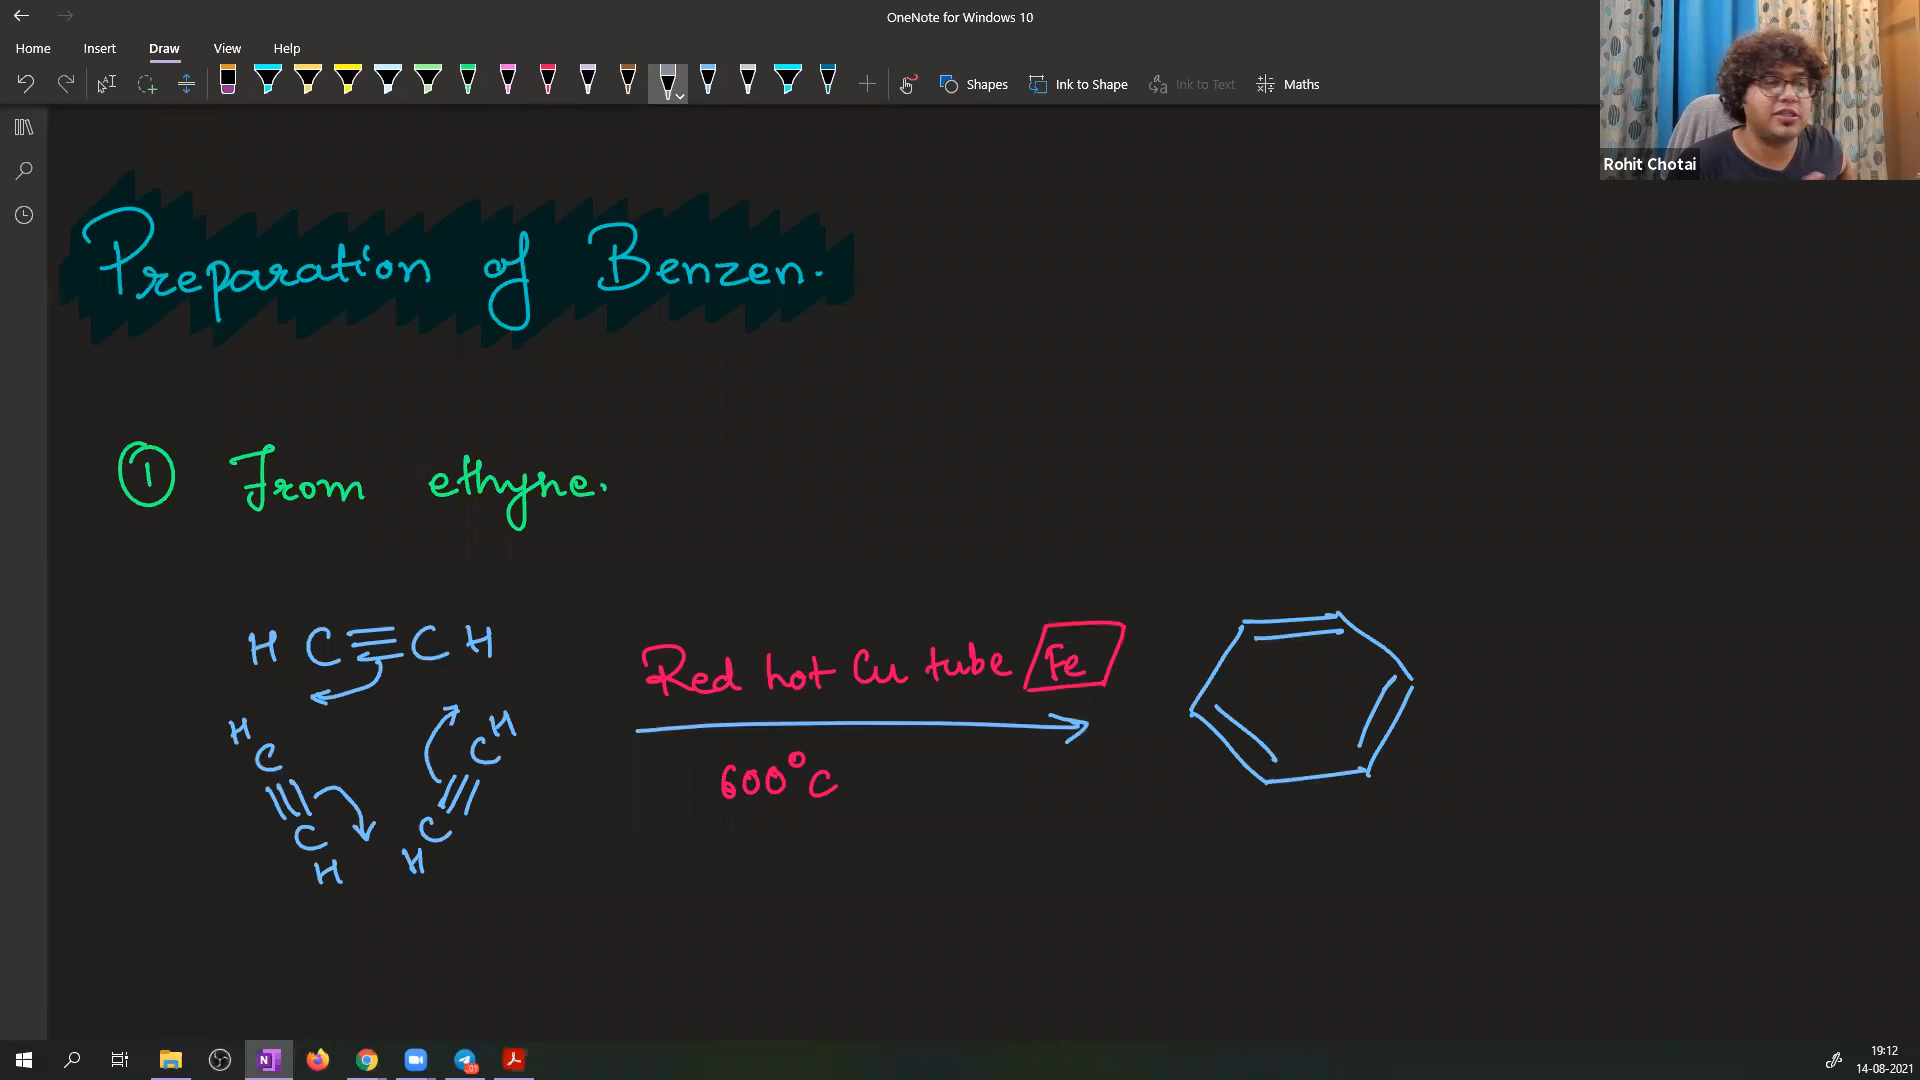 OneNote for Windows 10
Home Insert Draw View Help
Shapes Ink to Shape Ink to Text Maths
Rohit Chotai
Preparation of Benzen.
1 From ethyne.
H C≡C H
Red hot Cu tube Fe
600°C
H
C
C
H
H
C
C
H
19:12
14-08-2021